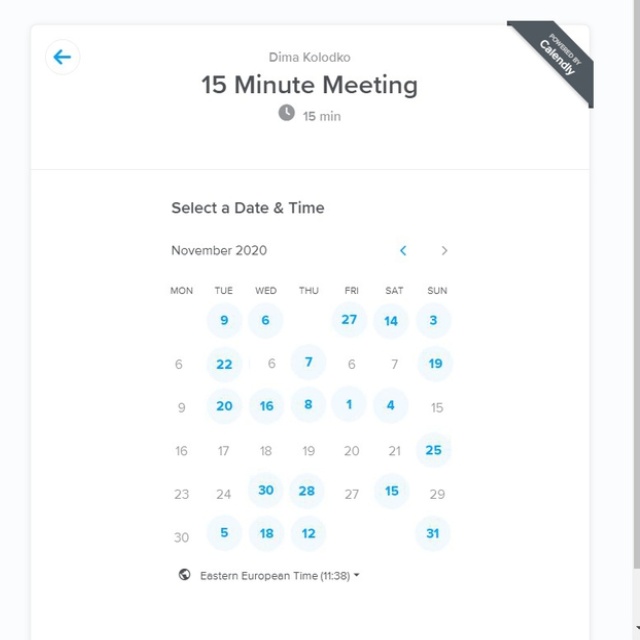 POWERED BY
Calendly
Dima Kolodko
15 Minute Meeting
15 min
Select a Date & Time
November 2020
MON TUE WED THU FRI SAT SUN
9 6 27 14 3
6 22 6 7 6 7 19
9 20 16 8 1 4 15
16 17 18 19 20 21 25
23 24 30 28 27 15 29
30 5 18 12 31
Eastern European Time (11:38)